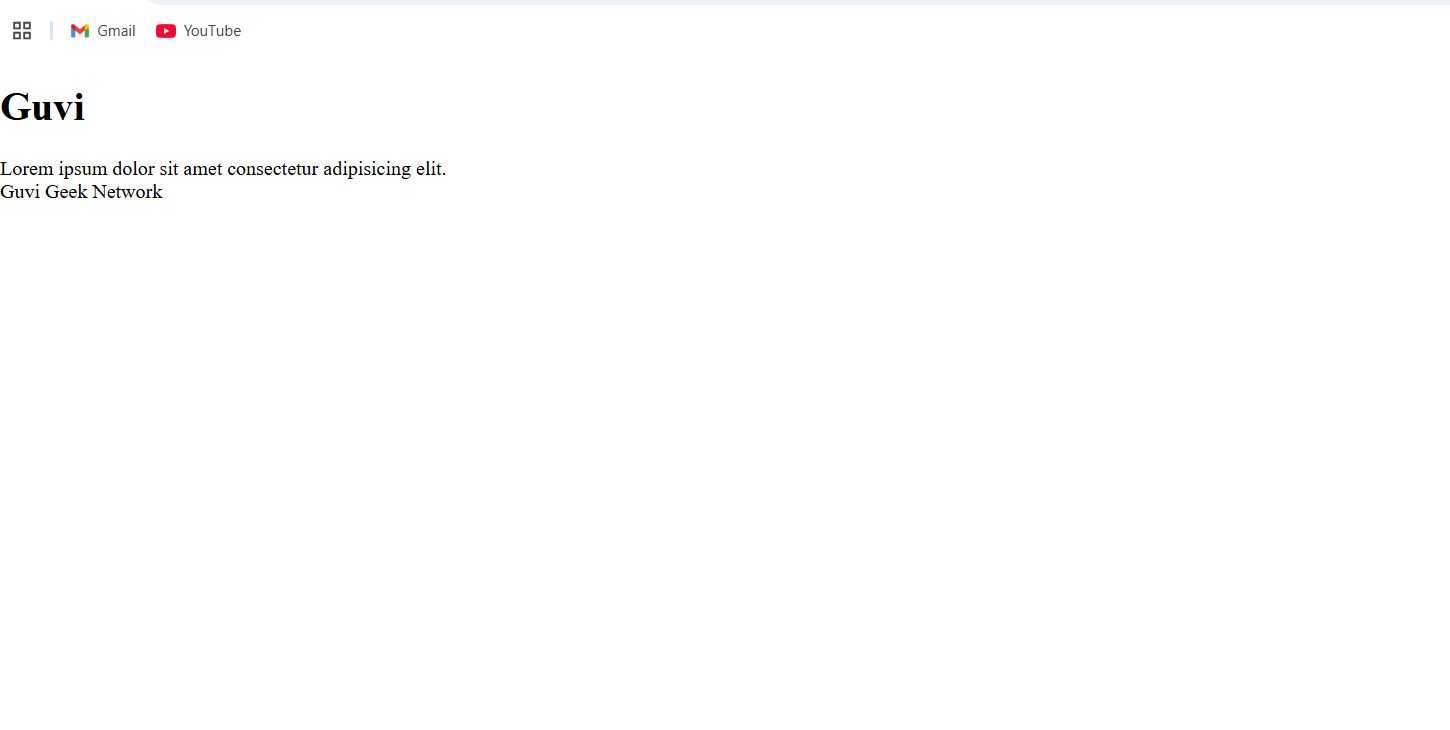 Gmail YouTube
Guvi
Lorem ipsum dolor sit amet consectetur adipisicing elit.
Guvi Geek Network